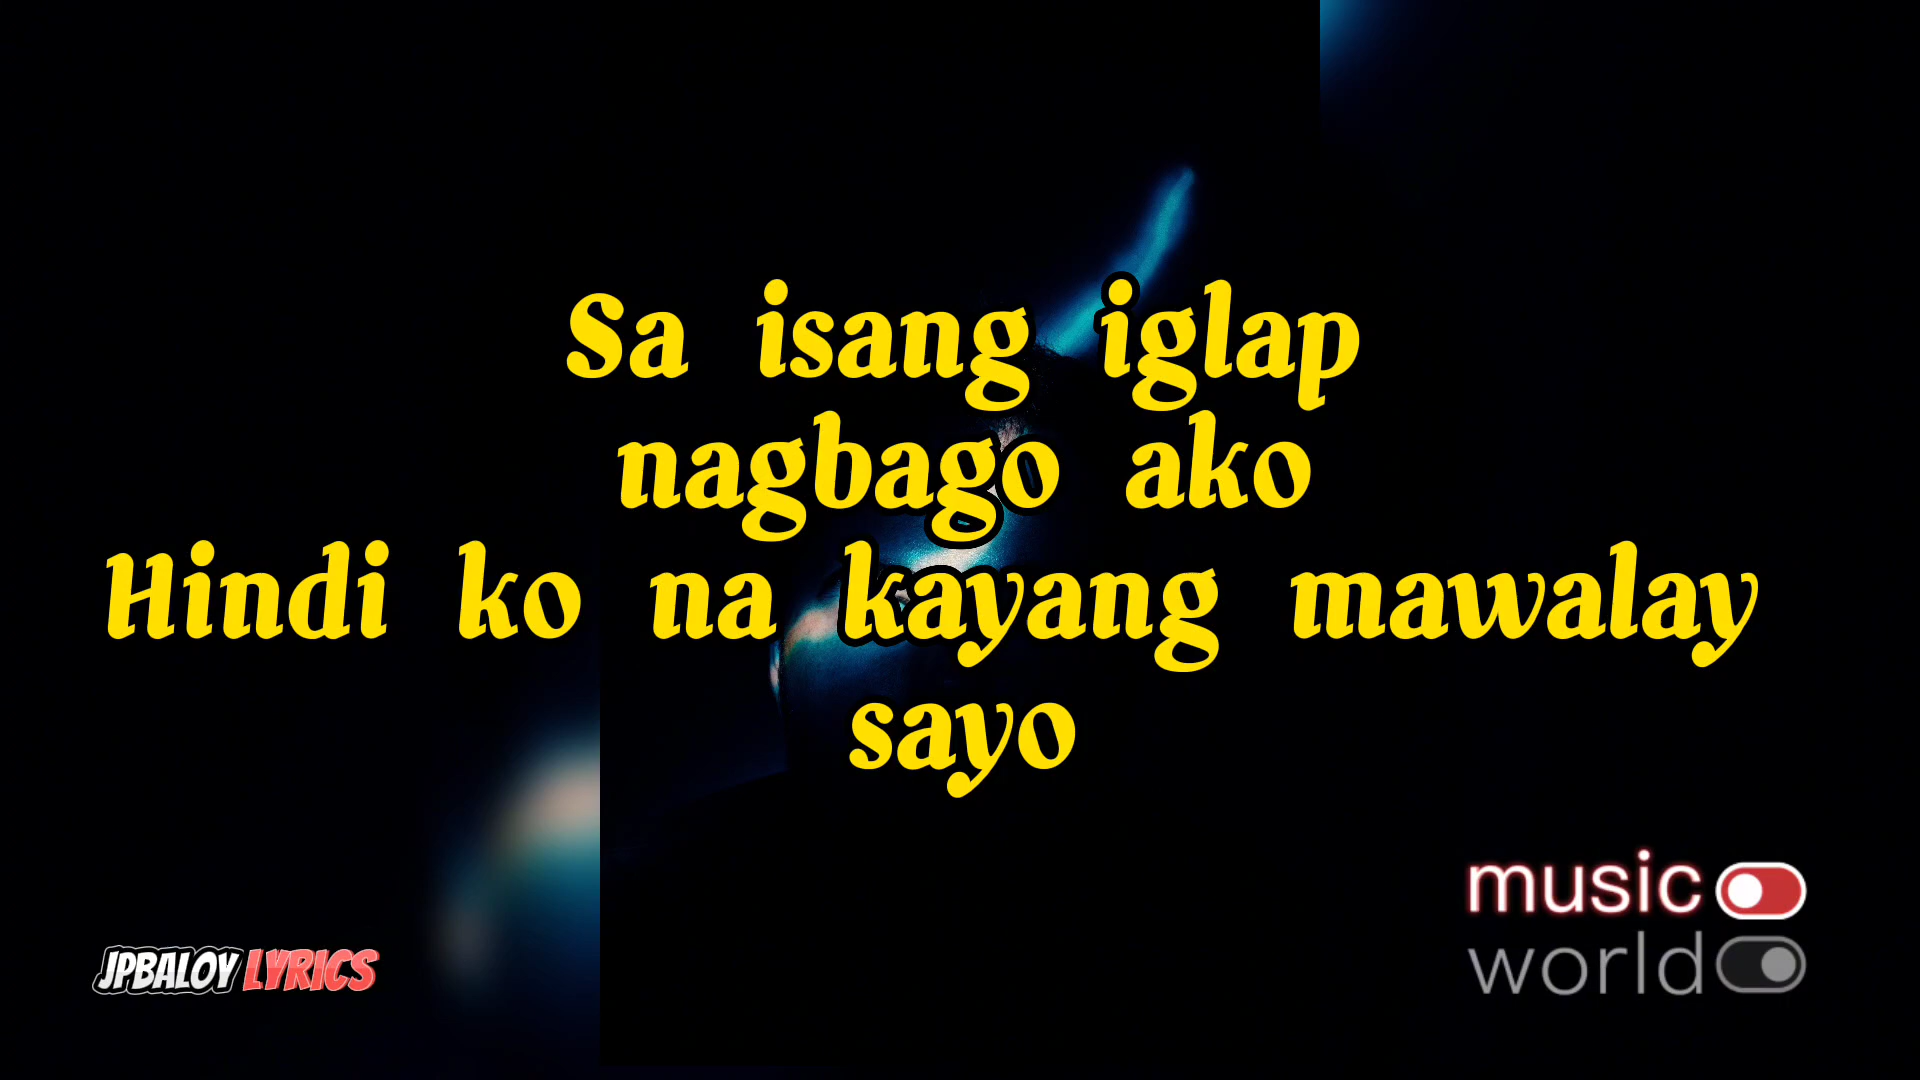 Sa isang iglap
nagbago ako
Hindi ko na kayang mawalay
sayo
music
world
JPBALOY LYRICS